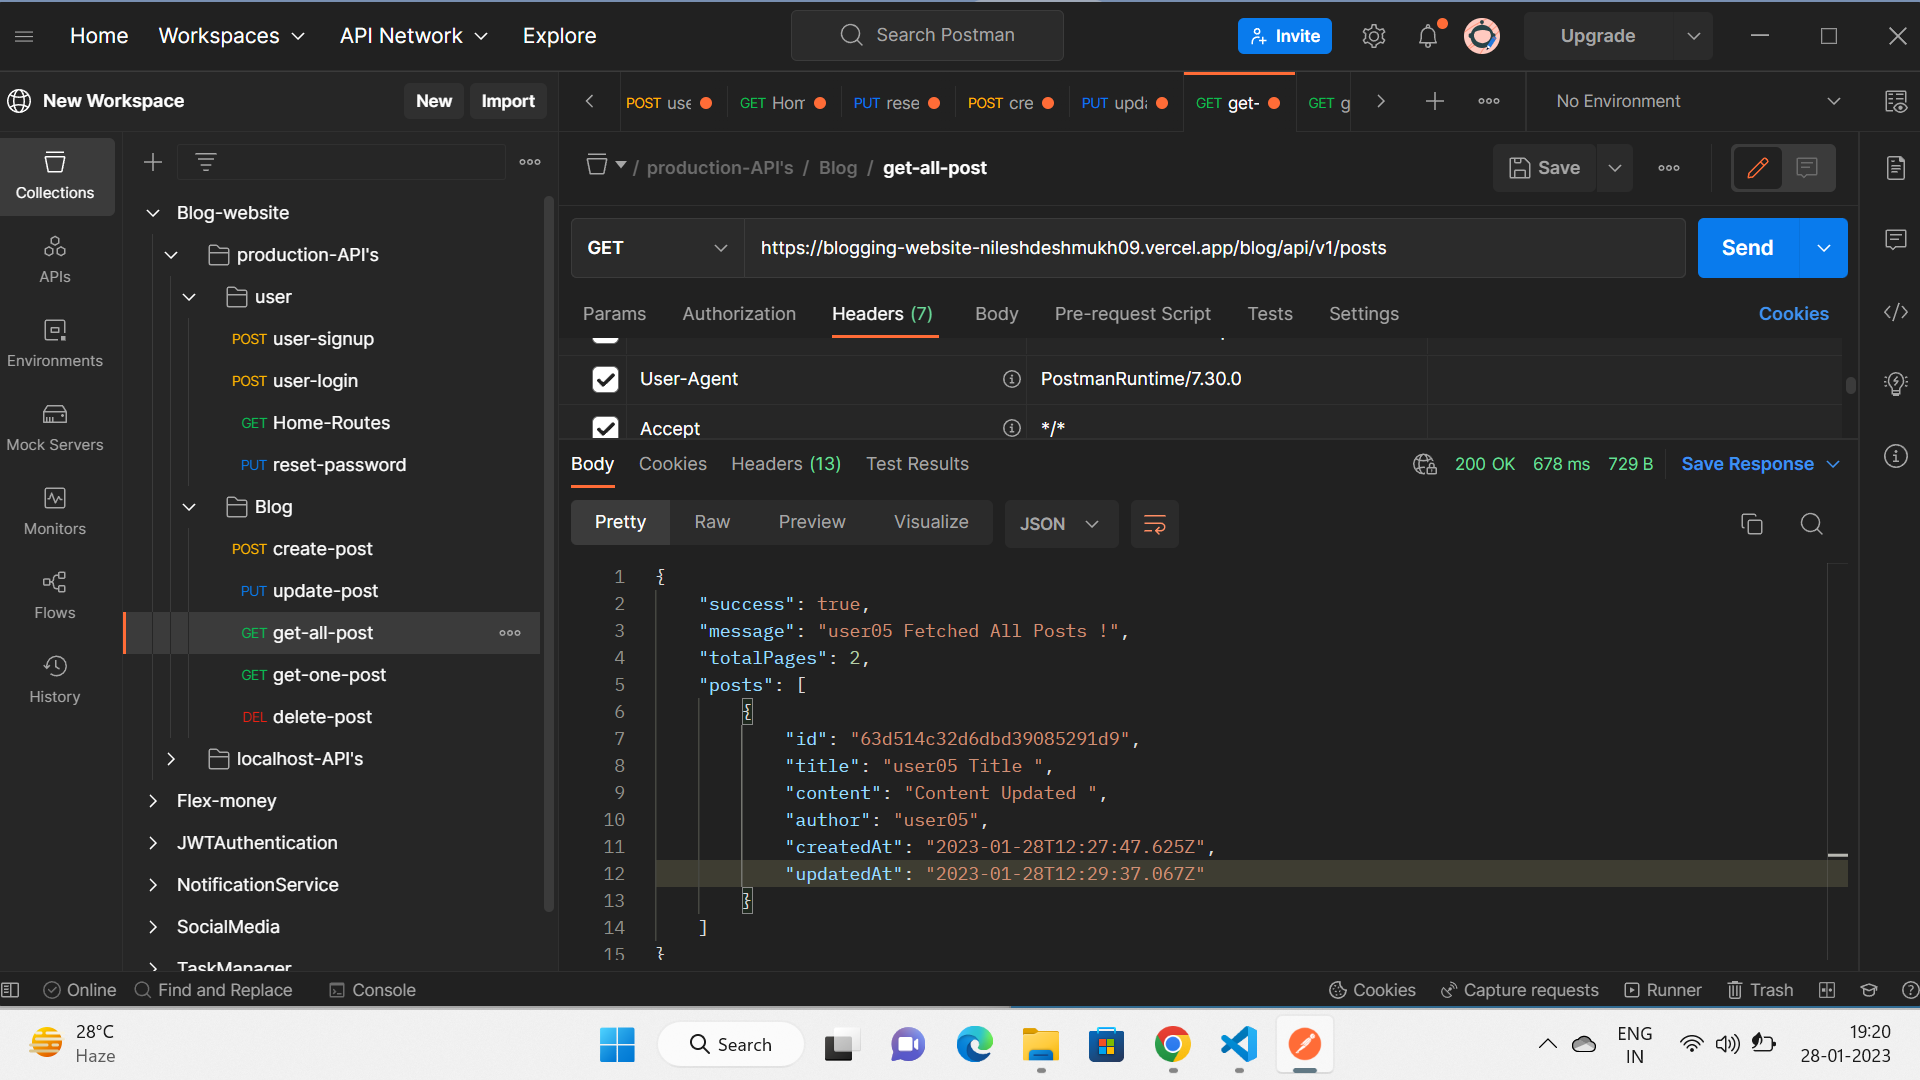 Home Workspaces API Network Explore Search Postman Invite Upgrade
New Workspace New Import
POST use GET Hom PUT rese POST cre PUT upda GET get- GET g No Environment
Collections
APIs
Environments
Mock Servers
Monitors
Flows
History
Blog-website
production-API's
user
POST user-signup
POST user-login
GET Home-Routes
PUT reset-password
Blog
POST create-post
PUT update-post
GET get-all-post
GET get-one-post
DEL delete-post
localhost-API's
Flex-money
JWTAuthentication
NotificationService
SocialMedia
TaskManager
/ production-API's / Blog / get-all-post Save
GET https://blogging-website-nileshdeshmukh09.vercel.app/blog/api/v1/posts Send
Params Authorization Headers (7) Body Pre-request Script Tests Settings Cookies
User-Agent PostmanRuntime/7.30.0
Accept */*
Body Cookies Headers (13) Test Results 200 OK 678 ms 729 B Save Response
Pretty Raw Preview Visualize JSON
1 {
2 "success": true,
3 "message": "user05 Fetched All Posts !",
4 "totalPages": 2,
5 "posts": [
6 {
7 "id": "63d514c32d6dbd39085291d9",
8 "title": "user05 Title ",
9 "content": "Content Updated ",
10 "author": "user05",
11 "createdAt": "2023-01-28T12:27:47.625Z",
12 "updatedAt": "2023-01-28T12:29:37.067Z"
13 }
14 ]
15 }
Online Find and Replace Console Cookies Capture requests Runner Trash
28°C
Haze
Search
ENG
IN
19:20
28-01-2023